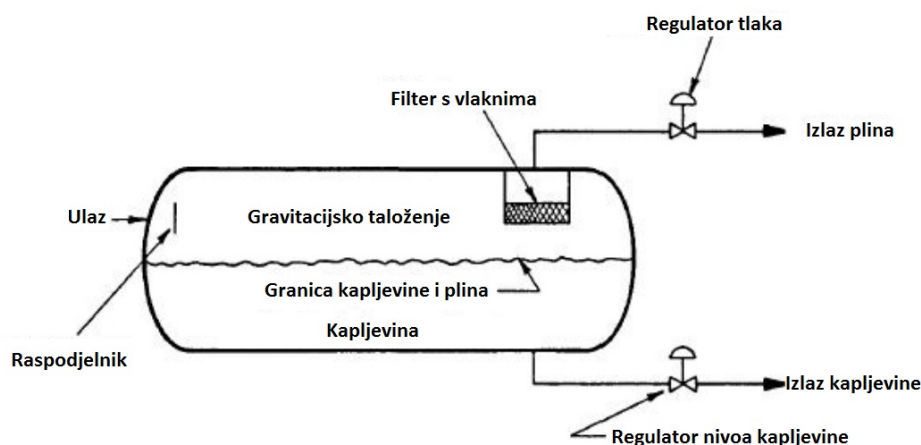 Regulator tlaka
Filter s vlaknima
Izlaz plina
Ulaz
Gravitacijsko taloženje
Granica kapljevine i plina
Kapljevina
Raspodjelnik
Izlaz kapljevine
Regulator nivoa kapljevine